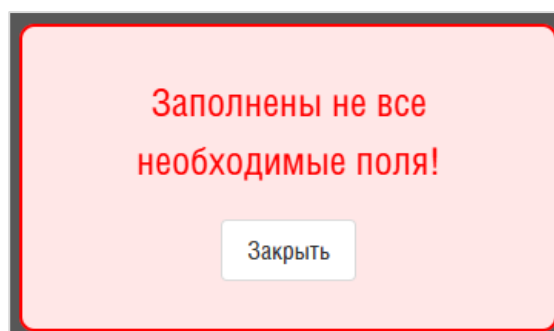 Заполнены не все
необходимые поля!
Закрыть